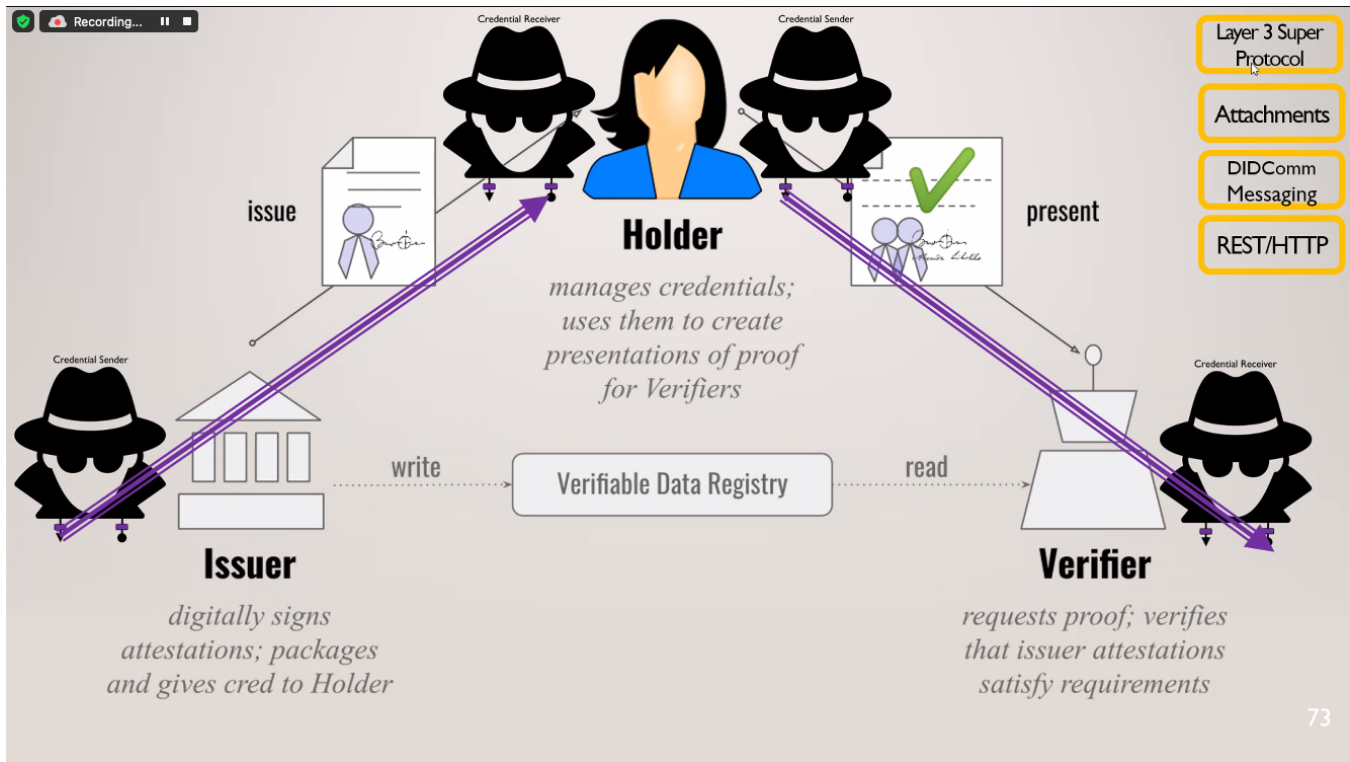 Recording...
Credential Receiver
Credential Sender
Layer 3 Super
Protocol
Attachments
DIDComm
Messaging
REST/HTTP
issue
present
Holder
manages credentials;
uses them to create
presentations of proof
for Verifiers
Credential Sender
Credential Receiver
write
Verifiable Data Registry
read
Issuer
digitally signs
attestations; packages
and gives cred to Holder
Verifier
requests proof; verifies
that issuer attestations
satisfy requirements
73